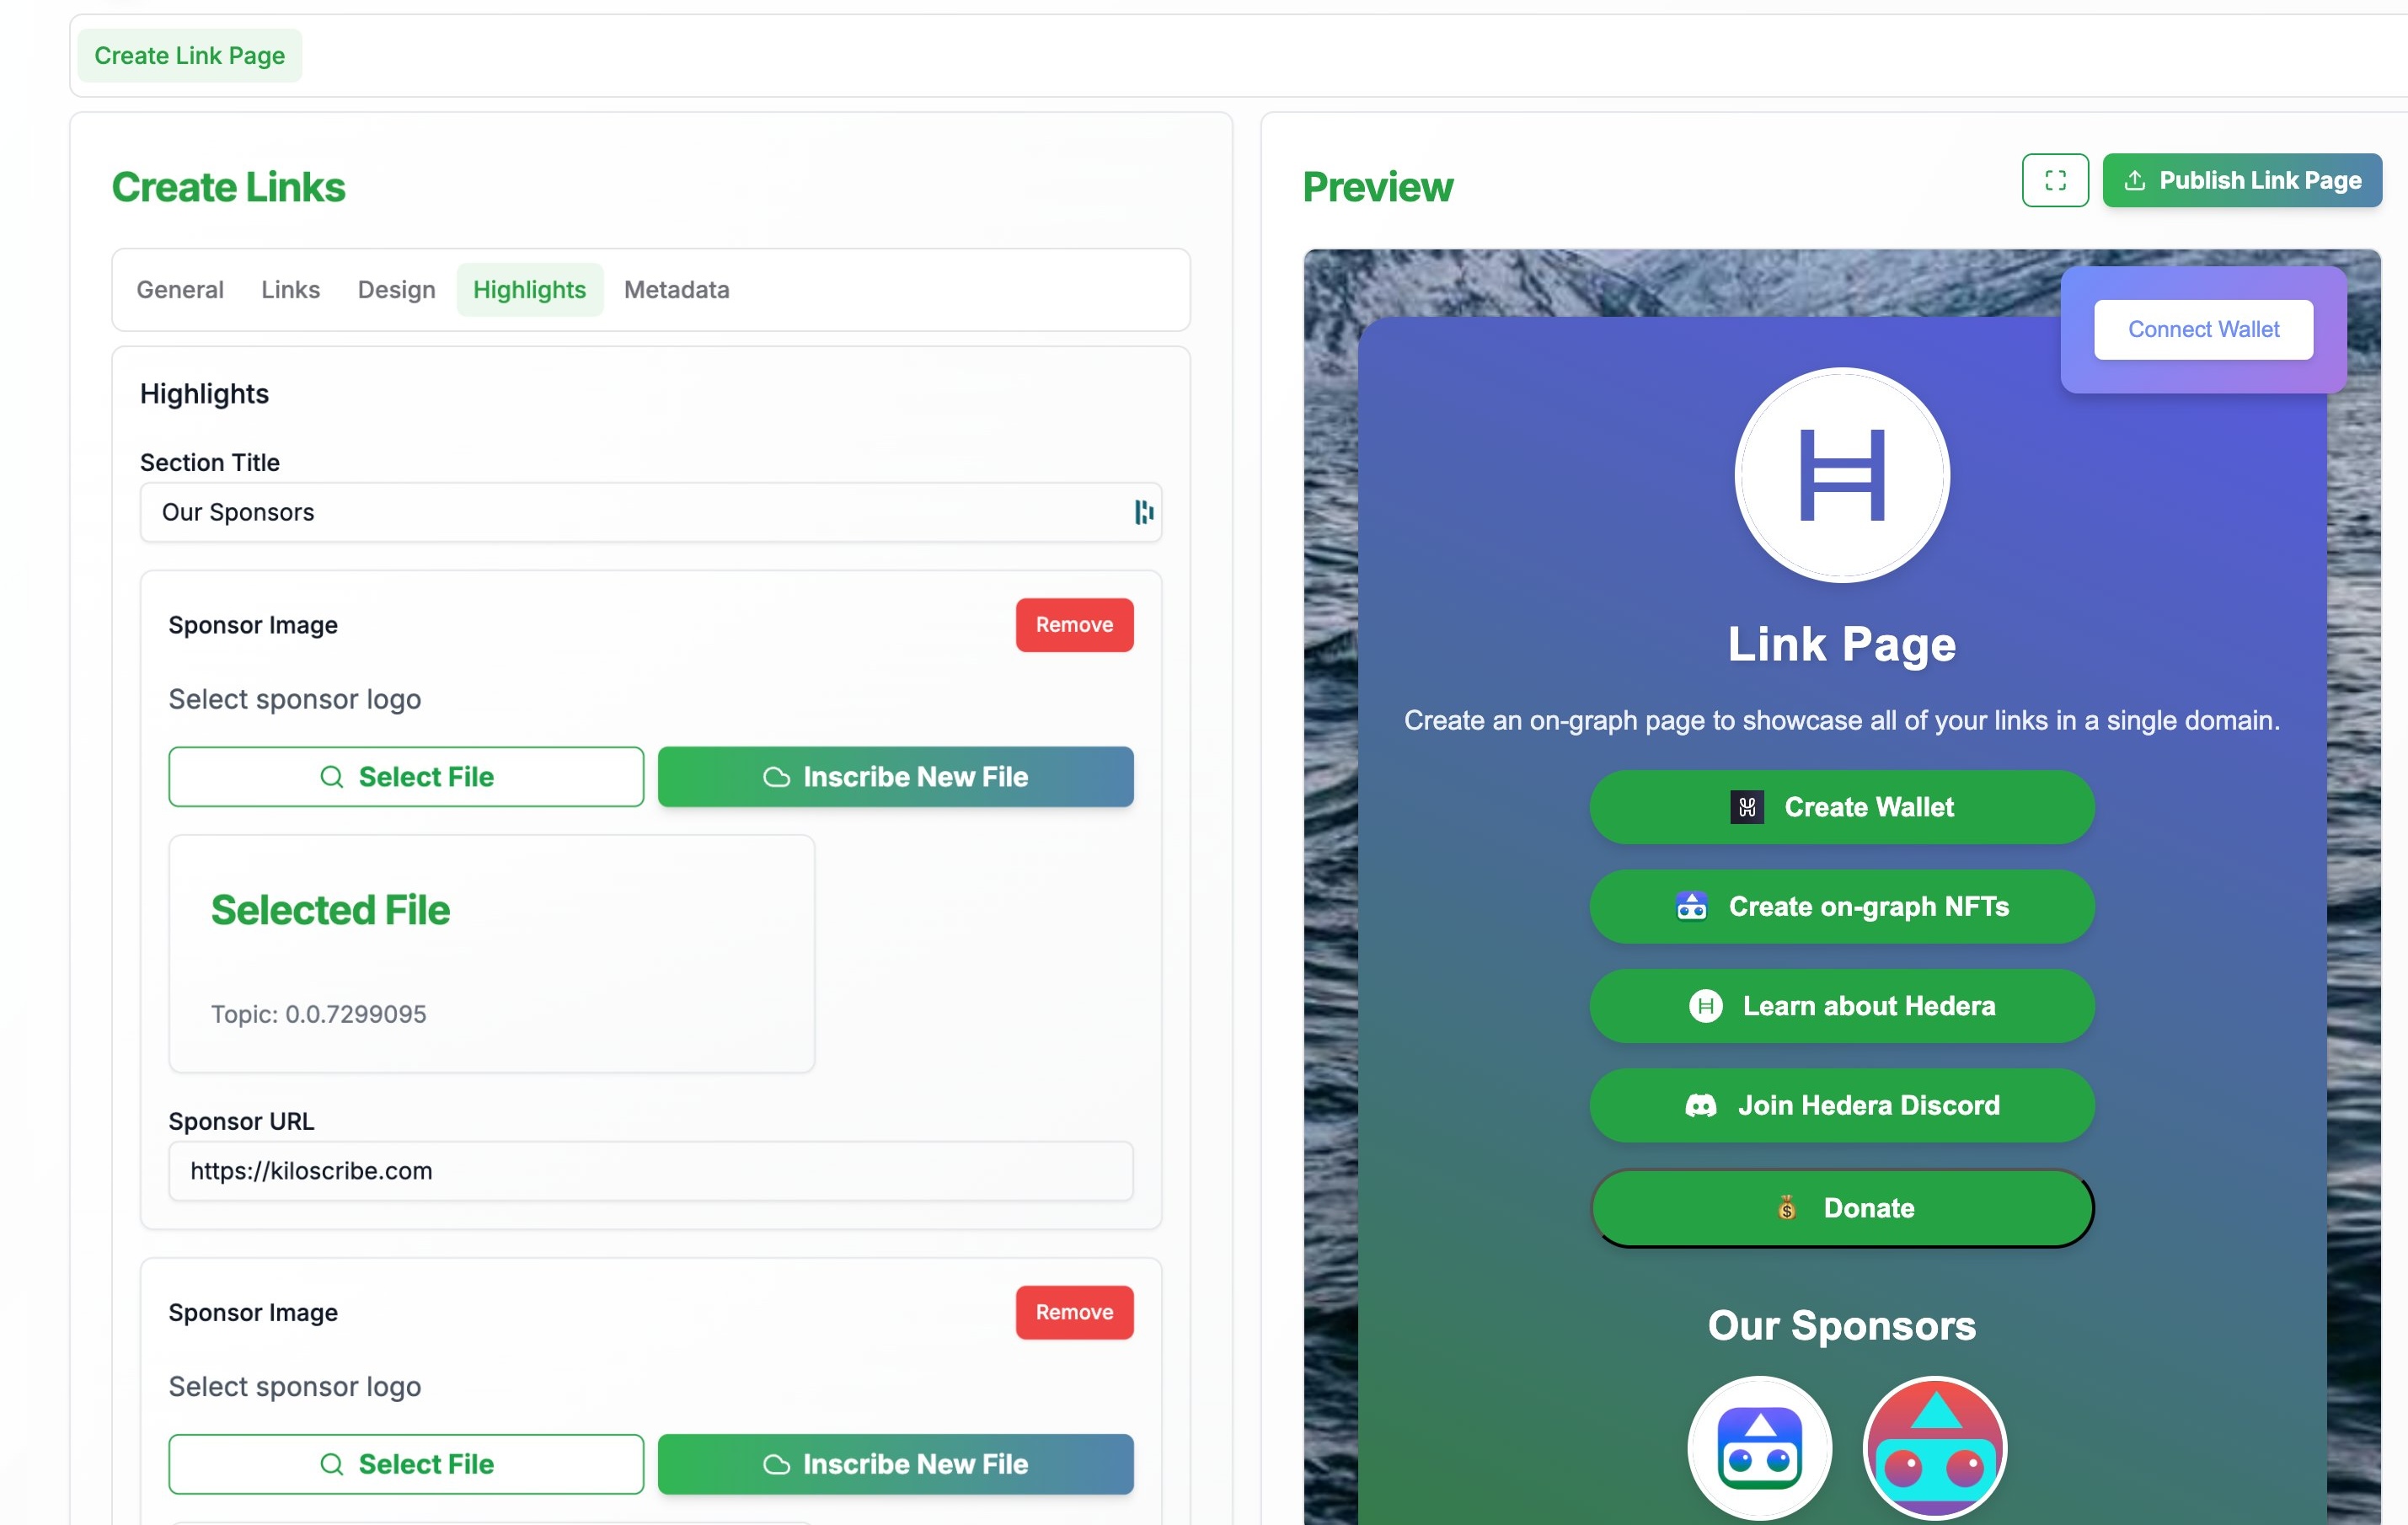 Create Link Page
Create Links
General Links Design Highlights Metadata
Highlights
Section Title
Our Sponsors
Sponsor Image
Remove
Select sponsor logo
Select File
Inscribe New File
Selected File
Topic: 0.0.7299095
Sponsor URL
https://kiloscribe.com
Sponsor Image
Remove
Select sponsor logo
Select File
Inscribe New File
Preview
Publish Link Page
Connect Wallet
Link Page
Create an on-graph page to showcase all of your links in a single domain.
Create Wallet
Create on-graph NFTs
Learn about Hedera
Join Hedera Discord
Donate
Our Sponsors